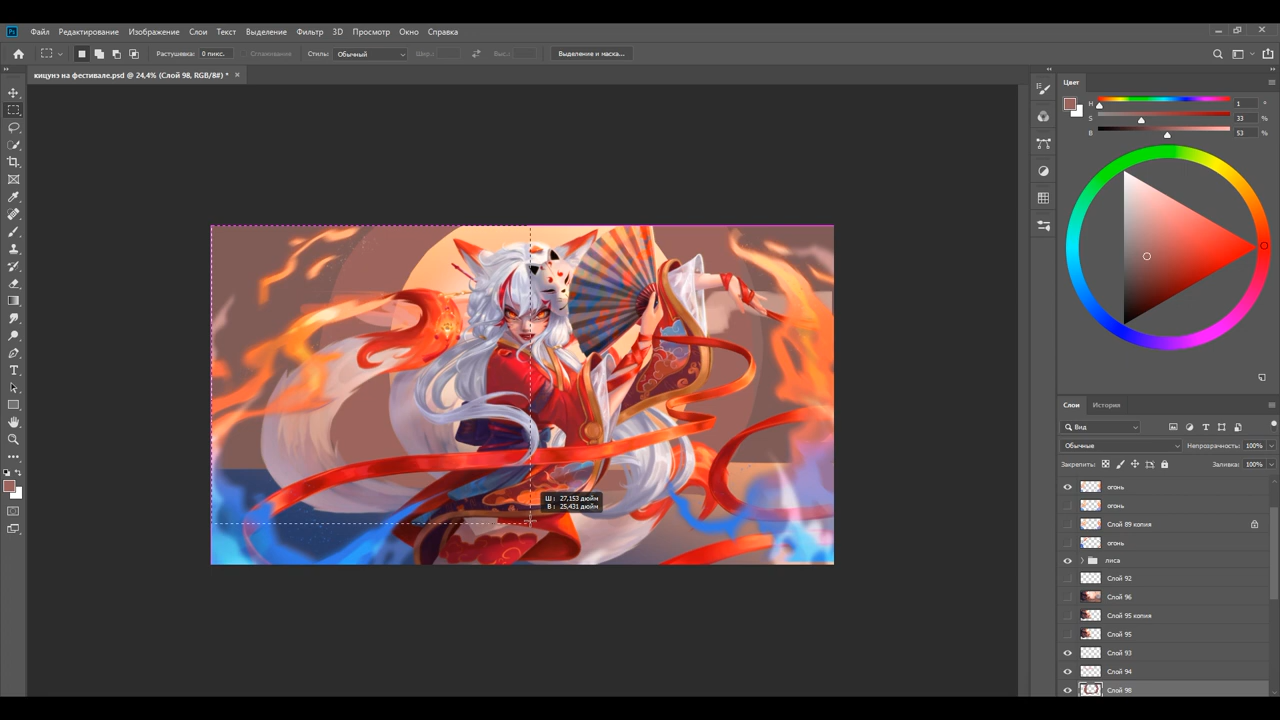 Ps Файл Редактирование Изображение Слои Текст Выделение Фильтр 3D Просмотр Окно Справка
Растушевка: 0 пикс. Сглаживание Стиль: Обычный Шир.: Выс.: Выделение и маска...
кицунэ на фестивале.psd @ 24,4% (Слой 98, RGB/8#) * ×
Цвет
H 1 °
S 33 %
B 53 %
Ш: 27,153 дюйм
В: 25,431 дюйм
Слои История
Вид
Обычные Непрозрачность: 100%
Закрепить: Заливка: 100%
огонь
огонь
Слой 89 копия
огонь
лиса
Слой 92
Слой 96
Слой 95 копия
Слой 95
Слой 93
Слой 94
Слой 98